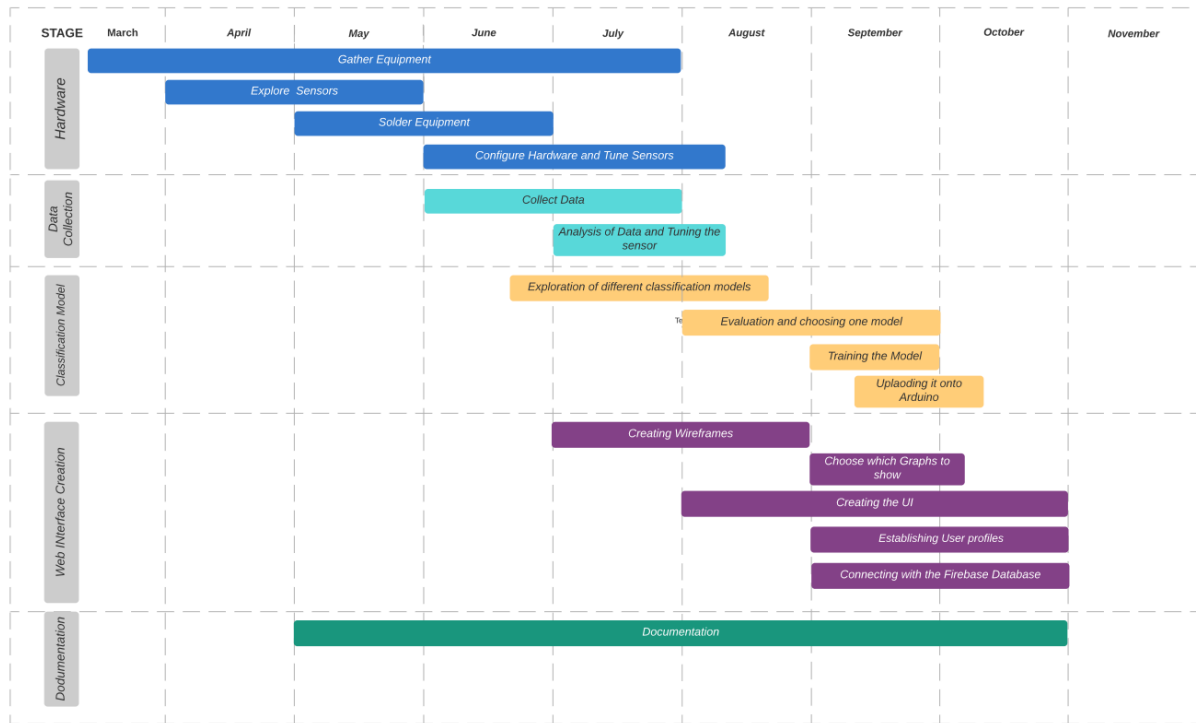 STAGE March April May June July August September October November
Hardware
Gather Equipment
Explore Sensors
Solder Equipment
Configure Hardware and Tune Sensors
Data
Collection
Collect Data
Analysis of Data and Tuning the
sensor
Classification Model
Exploration of different classification models
Te
Evaluation and choosing one model
Training the Model
Uplaoding it onto
Arduino
Web INterface Creation
Creating Wireframes
Choose which Graphs to
show
Creating the UI
Establishing User profiles
Connecting with the Firebase Database
Dodumentation
Documentation